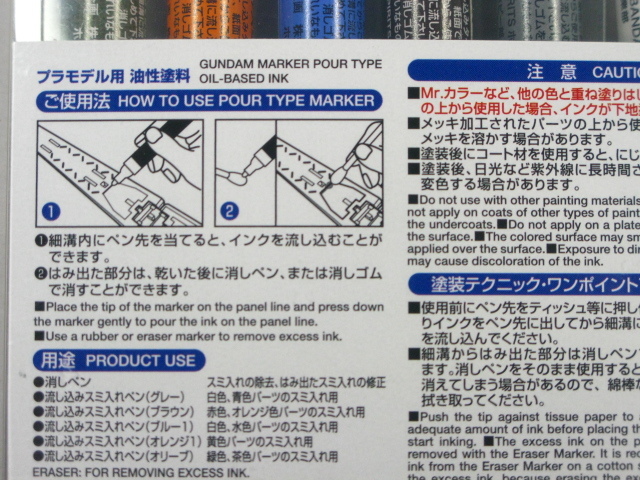 プラモデル用 油性塗料
GUNDAM MARKER POUR TYPE
OIL-BASED INK
ご使用法 HOW TO USE POUR TYPE MARKER
1
2
❶細溝内にペン先を当てると、インクを流し込むことが
できます。
❷はみ出た部分は、乾いた後に消しペン、または消しゴム
で消すことができます。
■Place the tip of the marker on the panel line and press down
the marker gently to pour the ink on the panel line.
■Use a rubber or eraser marker to remove excess ink.
用途 PRODUCT USE
●消しペン スミ入れの除去、はみ出たスミ入れの修正
●流し込みスミ入れペン(グレー) 白色、青色パーツのスミ入れ用
●流し込みスミ入れペン(ブラウン) 赤色、オレンジ色パーツのスミ入れ用
●流し込みスミ入れペン(ブルー1) 白色、水色パーツのスミ入れ用
●流し込みスミ入れペン(オレンジ1) 黄色パーツのスミ入れ用
●流し込みスミ入れペン(オリーブ) 緑色、茶色パーツのスミ入れ用
ERASER: FOR REMOVING EXCESS INK.
注意 CAUTIO
■Mr.カラーなど、他の色と重ね塗りはし
の上から使用した場合、インクが下地
■メッキ加工されたパーツの上から使
メッキを溶かす場合があります。
■塗装後にコート材を使用すると、にじ
■塗装後、日光など紫外線に長時間さ
変色する場合があります。
■Do not use with other painting materials
not apply on coats of other types of paint
the undercoats.■Do not apply on a plate
the surface.■The colored surface may sm
applied over the surface.■Exposure to dir
may cause discoloration of the ink.
塗装テクニック・ワンポイント
■使用前にペン先をティッシュ等に押し
りインクをペン先に出してから細溝に
を流し込んでください。
■細溝からはみ出た部分は消しペン
ます。消しペンをそのまま使用すると
消えてしまう場合があるので、綿棒な
拭き取ってください。
■Push the tip against tissue paper to a
adequate amount of ink before placing th
start inking. ■The excess ink on the p
removed with the Eraser Marker. It is rec
ink from the Eraser Marker on a cotton
the excess ink, because erasing the ex